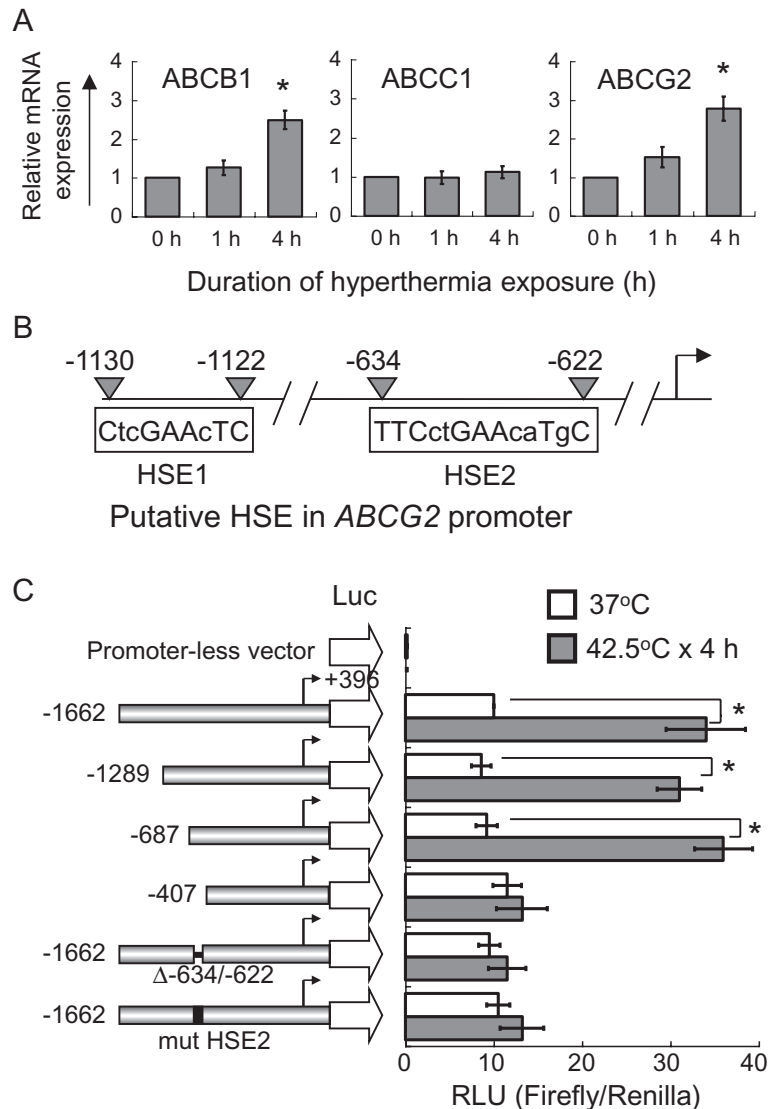 A
Relative mRNA
expression
4
3
2
1
0
ABCB1
*
0 h
1 h
4 h
4
3
2
1
0
ABCC1
0 h
1 h
4 h
4
3
2
1
0
ABCG2
*
0 h
1 h
4 h
Duration of hyperthermia exposure (h)
B
-1130
-1122
-634
-622
CtcGAAcTC
TTCctGAAcaTgC
HSE1
HSE2
Putative HSE in ABCG2 promoter
C
Luc
37°C
42.5°C x 4 h
Promoter-less vector
+396
-1662
*
-1289
*
-687
*
-407
-1662
Δ-634/-622
-1662
mut HSE2
0
10
20
30
40
RLU (Firefly/Renilla)